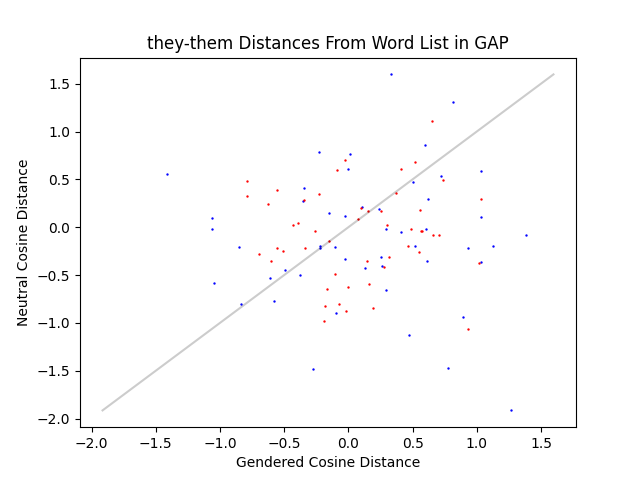 they-them Distances From Word List in GAP
Neutral Cosine Distance
1.5
1.0
0.5
0.0
−0.5
−1.0
−1.5
−2.0
−2.0 −1.5 −1.0 −0.5 0.0 0.5 1.0 1.5
Gendered Cosine Distance